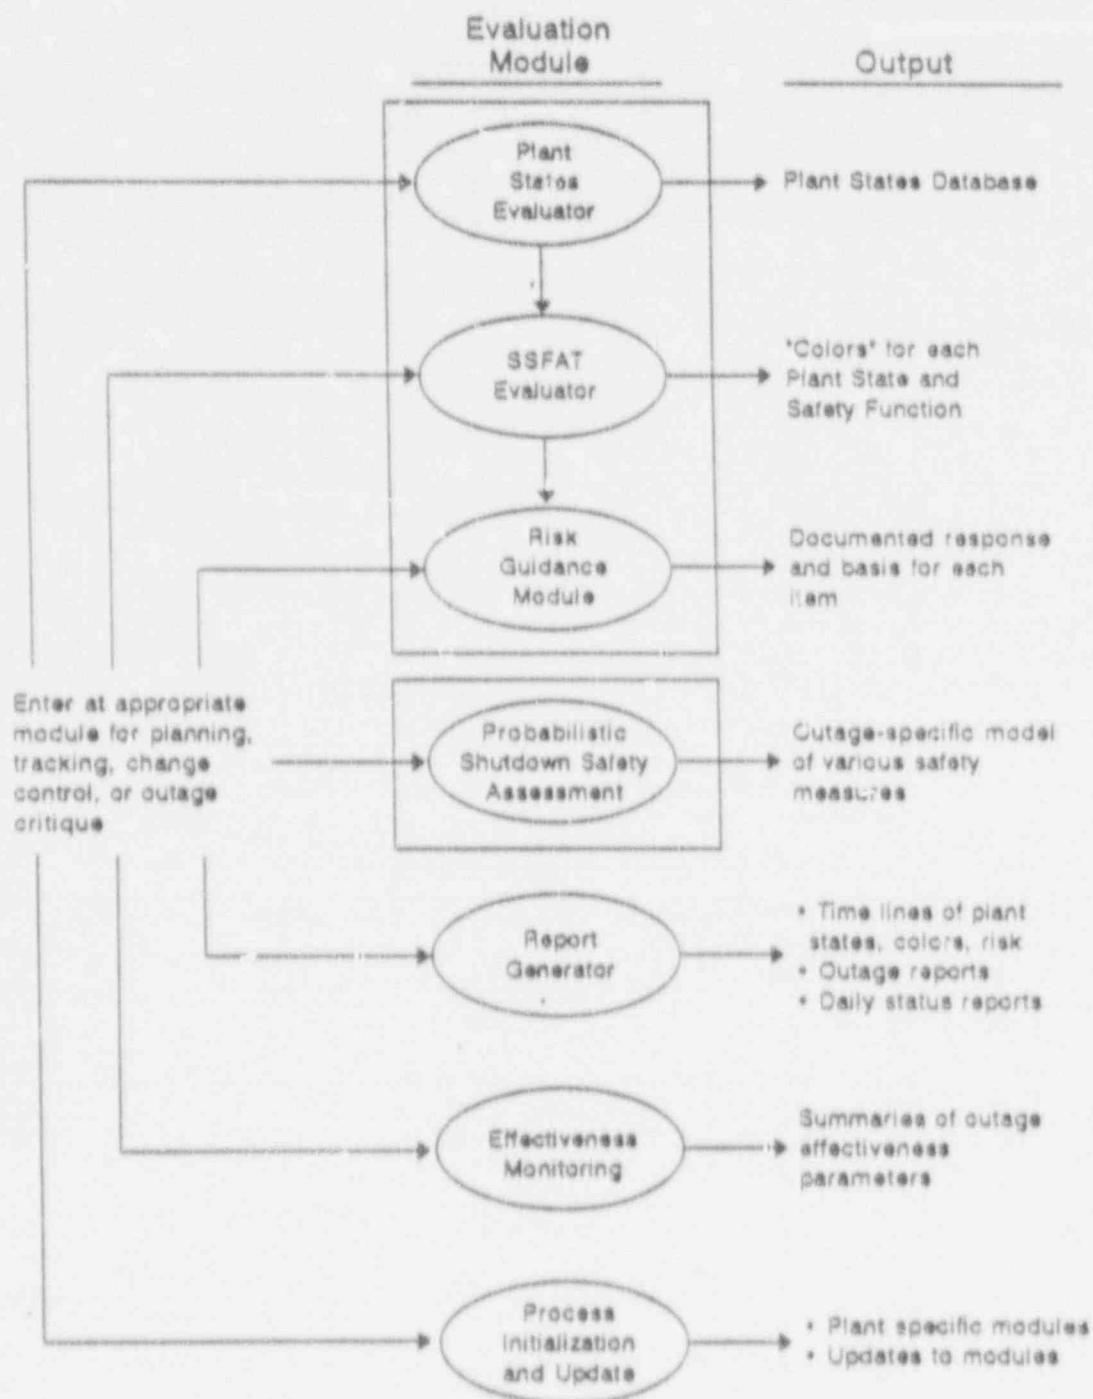 Evaluation
Module
Output
Plant
States
Evaluator
Plant States Database
SSFAT
Evaluator
"Colors" for each
Plant State and
Safety Function
Risk
Guidance
Module
Documented response
and basis for each
item
Enter at appropriate
module for planning,
tracking, change
control, or outage
critique
Probabilistic
Shutdown Safety
Assessment
Outage-specific model
of various safety
measures
Report
Generator
• Time lines of plant
states, colors, risk
• Outage reports
• Daily status reports
Effectiveness
Monitoring
Summaries of outage
effectiveness
parameters
Process
Initialization
and Update
• Plant specific modules
• Updates to modules